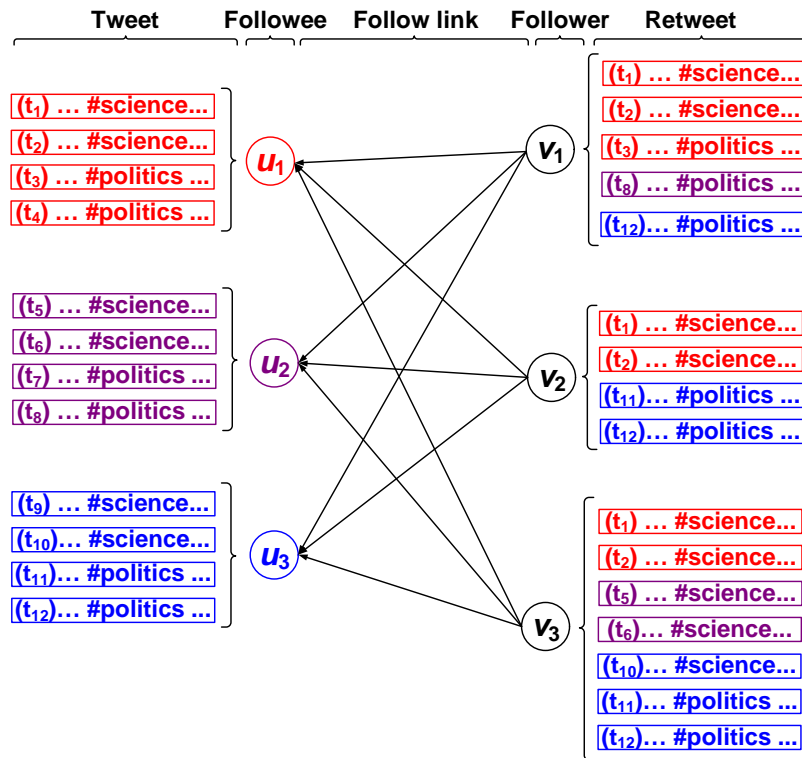 Tweet Followee Follow link Follower Retweet
(t₁) … #science...
(t₂) … #science...
(t₃) … #politics ...
(t₄) … #politics ...
u₁
(t₅) … #science...
(t₆) … #science...
(t₇) … #politics ...
(t₈) … #politics ...
u₂
(t₉) … #science...
(t₁₀)… #science...
(t₁₁)… #politics ...
(t₁₂)… #politics ...
u₃
v₁
(t₁) … #science...
(t₂) … #science...
(t₃) … #politics ...
(t₈) … #politics ...
(t₁₂)… #politics ...
v₂
(t₁) … #science...
(t₂) … #science...
(t₁₁)… #politics ...
(t₁₂)… #politics ...
v₃
(t₁) … #science...
(t₂) … #science...
(t₅) … #science...
(t₆)… #science...
(t₁₀)… #science...
(t₁₁)… #politics ...
(t₁₂)… #politics ...